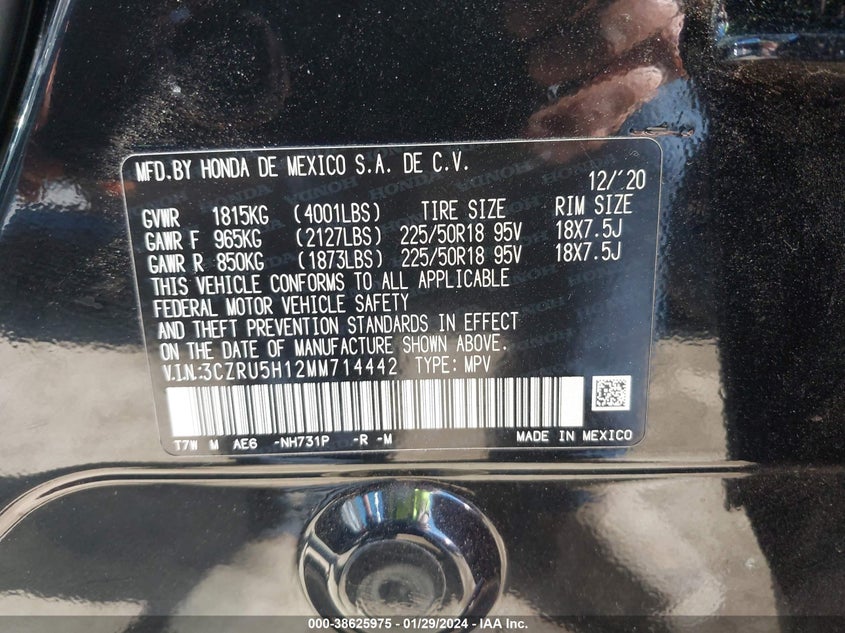 MFD.BY HONDA DE MEXICO S.A. DE C.V.
12/'20
GVWR 1815KG (4001LBS) TIRE SIZE RIM SIZE
GAWR F 965KG (2127LBS) 225/50R18 95V 18X7.5J
GAWR R 850KG (1873LBS) 225/50R18 95V 18X7.5J
THIS VEHICLE CONFORMS TO ALL APPLICABLE
FEDERAL MOTOR VEHICLE SAFETY
AND THEFT PREVENTION STANDARDS IN EFFECT
ON THE DATE OF MANUFACTURE SHOWN ABOVE.
V.I.N.:3CZRU5H12MM714442 TYPE: MPV
T7W M AE6 -NH731P -R -M MADE IN MEXICO
000-38625975 - 01/29/2024 - IAA Inc.